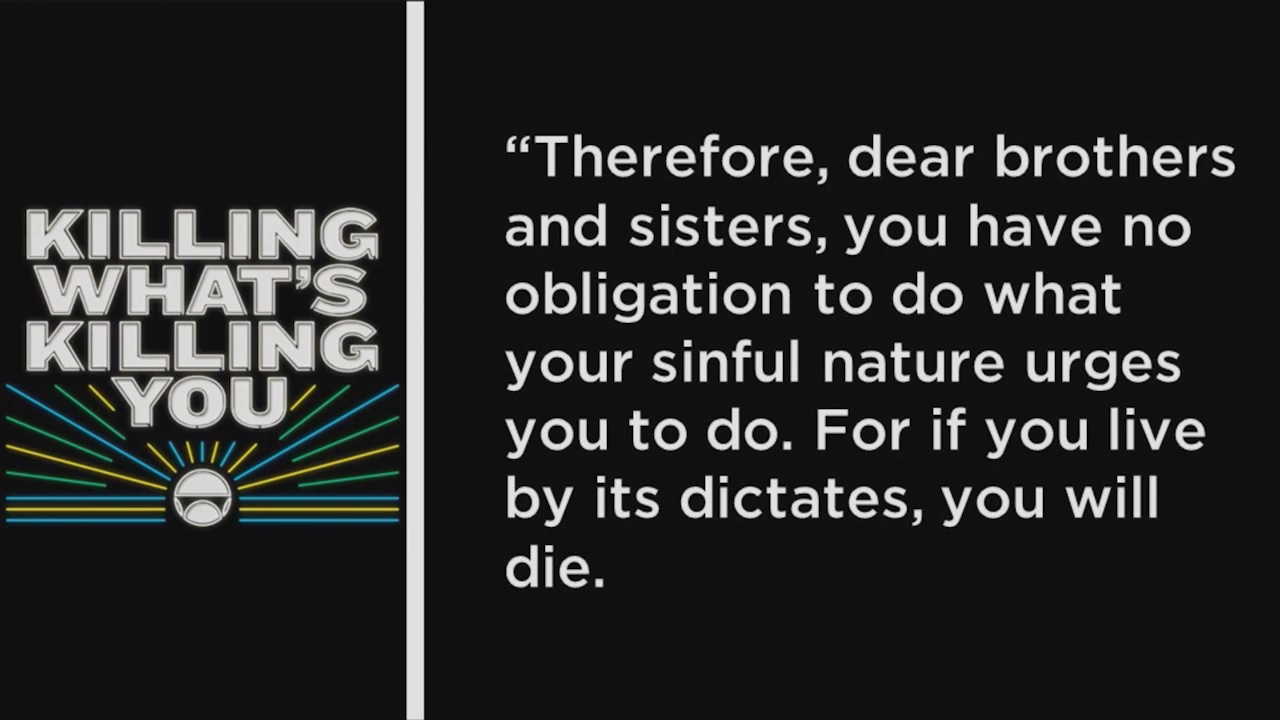 KILLING
WHAT'S
KILLING
YOU
“Therefore, dear brothers
and sisters, you have no
obligation to do what
your sinful nature urges
you to do. For if you live
by its dictates, you will
die.